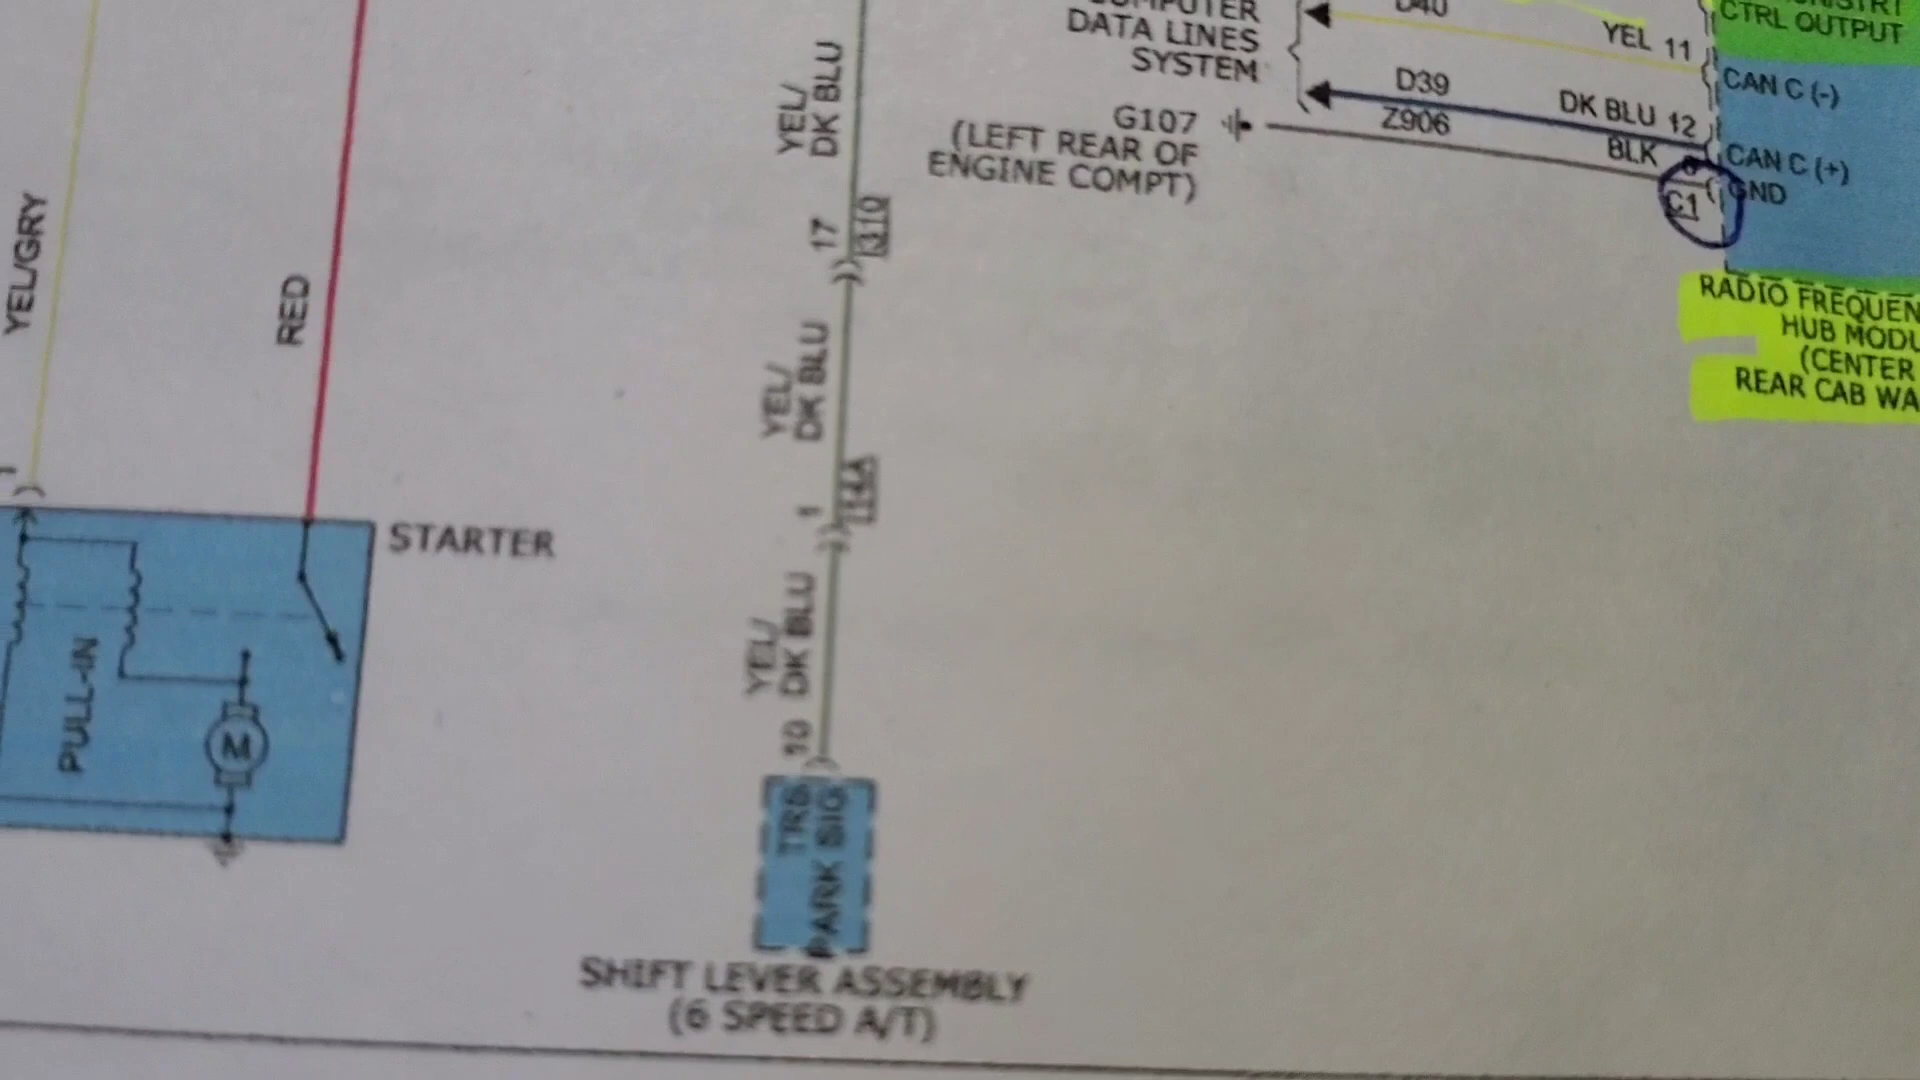 YEL/GRY
RED
STARTER
PULL-IN
M
YEL/
DK BLU
17
YEL/
DK BLU
1
YEL/
DK BLU
10
TRS
PARK SIG
SHIFT LEVER ASSEMBLY
(6 SPEED A/T)
COMPUTER
DATA LINES
SYSTEM
D40
YEL 11
D39
DK BLU 12
G107
(LEFT REAR OF
ENGINE COMPT)
Z906
BLK
C1
CTRL OUTPUT
CAN C (-)
CAN C (+)
GND
RADIO FREQUEN
HUB MODU
(CENTER
REAR CAB WA